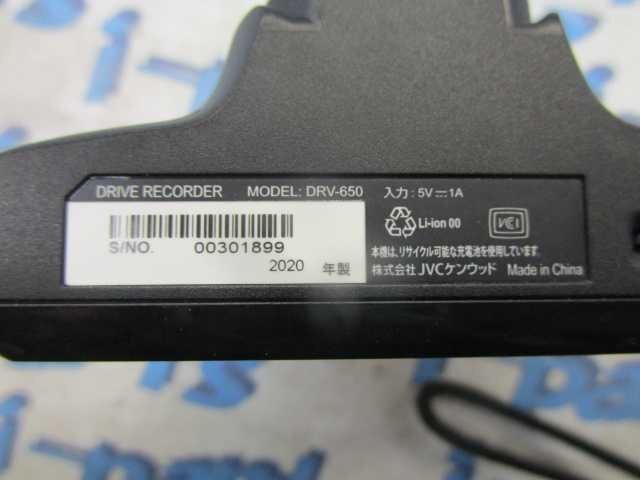 DRIVE RECORDER MODEL: DRV-650 入力: 5V⎓1A
Li-ion 00
S/NO. 00301899
2020 年製
本機は、リサイクル可能な充電池を使用しています。
株式会社 JVCケンウッド Made in China